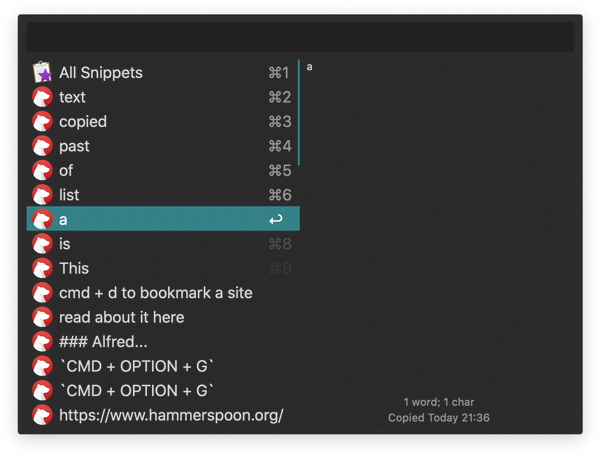 All Snippets ⌘1
text ⌘2
copied ⌘3
past ⌘4
of ⌘5
list ⌘6
a ↩
is ⌘8
This ⌘9
cmd + d to bookmark a site
read about it here
### Alfred...
`CMD + OPTION + G`
`CMD + OPTION + G`
https://www.hammerspoon.org/
a
1 word; 1 char
Copied Today 21:36